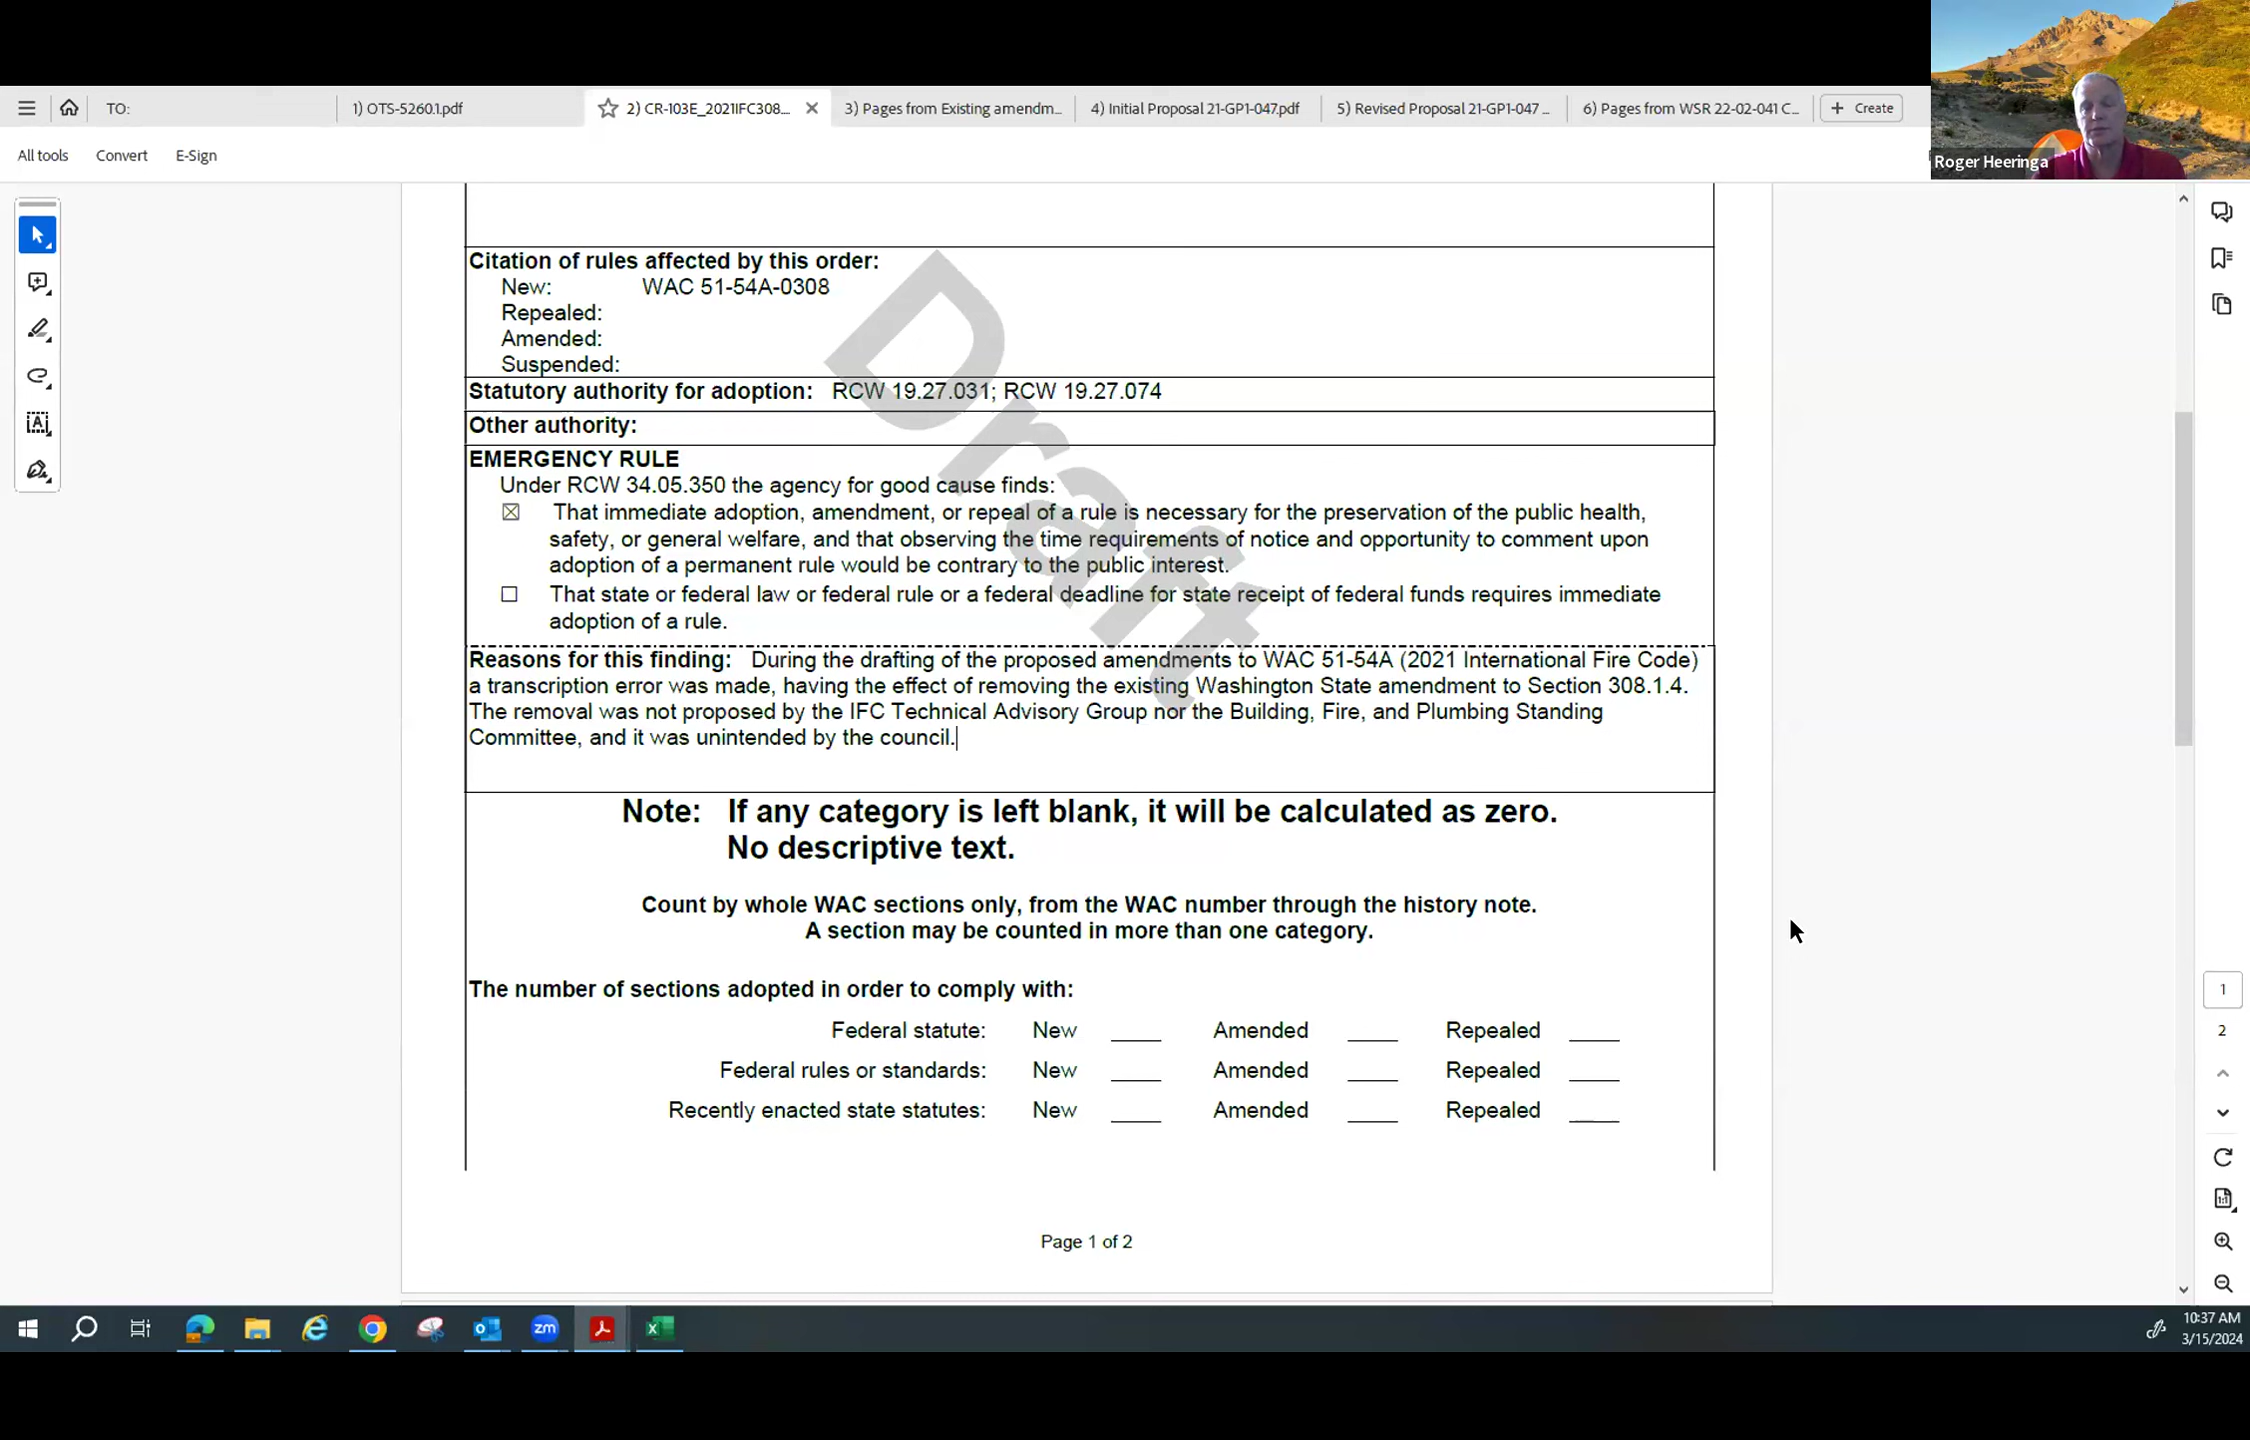 TO:
1) OTS-5260.1.pdf
2) CR-103E_2021IFC308...
3) Pages from Existing amendm...
4) Initial Proposal 21-GP1-047.pdf
5) Revised Proposal 21-GP1-047 ...
6) Pages from WSR 22-02-041 C...
Create
Roger Heeringa
All tools
Convert
E-Sign
Citation of rules affected by this order:
New: WAC 51-54A-0308
Repealed:
Amended:
Suspended:
Statutory authority for adoption: RCW 19.27.031; RCW 19.27.074
Other authority:
EMERGENCY RULE
Under RCW 34.05.350 the agency for good cause finds:
That immediate adoption, amendment, or repeal of a rule is necessary for the preservation of the public health,
safety, or general welfare, and that observing the time requirements of notice and opportunity to comment upon
adoption of a permanent rule would be contrary to the public interest.
That state or federal law or federal rule or a federal deadline for state receipt of federal funds requires immediate
adoption of a rule.
Reasons for this finding: During the drafting of the proposed amendments to WAC 51-54A (2021 International Fire Code)
a transcription error was made, having the effect of removing the existing Washington State amendment to Section 308.1.4.
The removal was not proposed by the IFC Technical Advisory Group nor the Building, Fire, and Plumbing Standing
Committee, and it was unintended by the council.
Draft
Note: If any category is left blank, it will be calculated as zero.
No descriptive text.
Count by whole WAC sections only, from the WAC number through the history note.
A section may be counted in more than one category.
The number of sections adopted in order to comply with:
Federal statute: New ____ Amended ____ Repealed ____
Federal rules or standards: New ____ Amended ____ Repealed ____
Recently enacted state statutes: New ____ Amended ____ Repealed ____
Page 1 of 2
1
2
zm
10:37 AM
3/15/2024